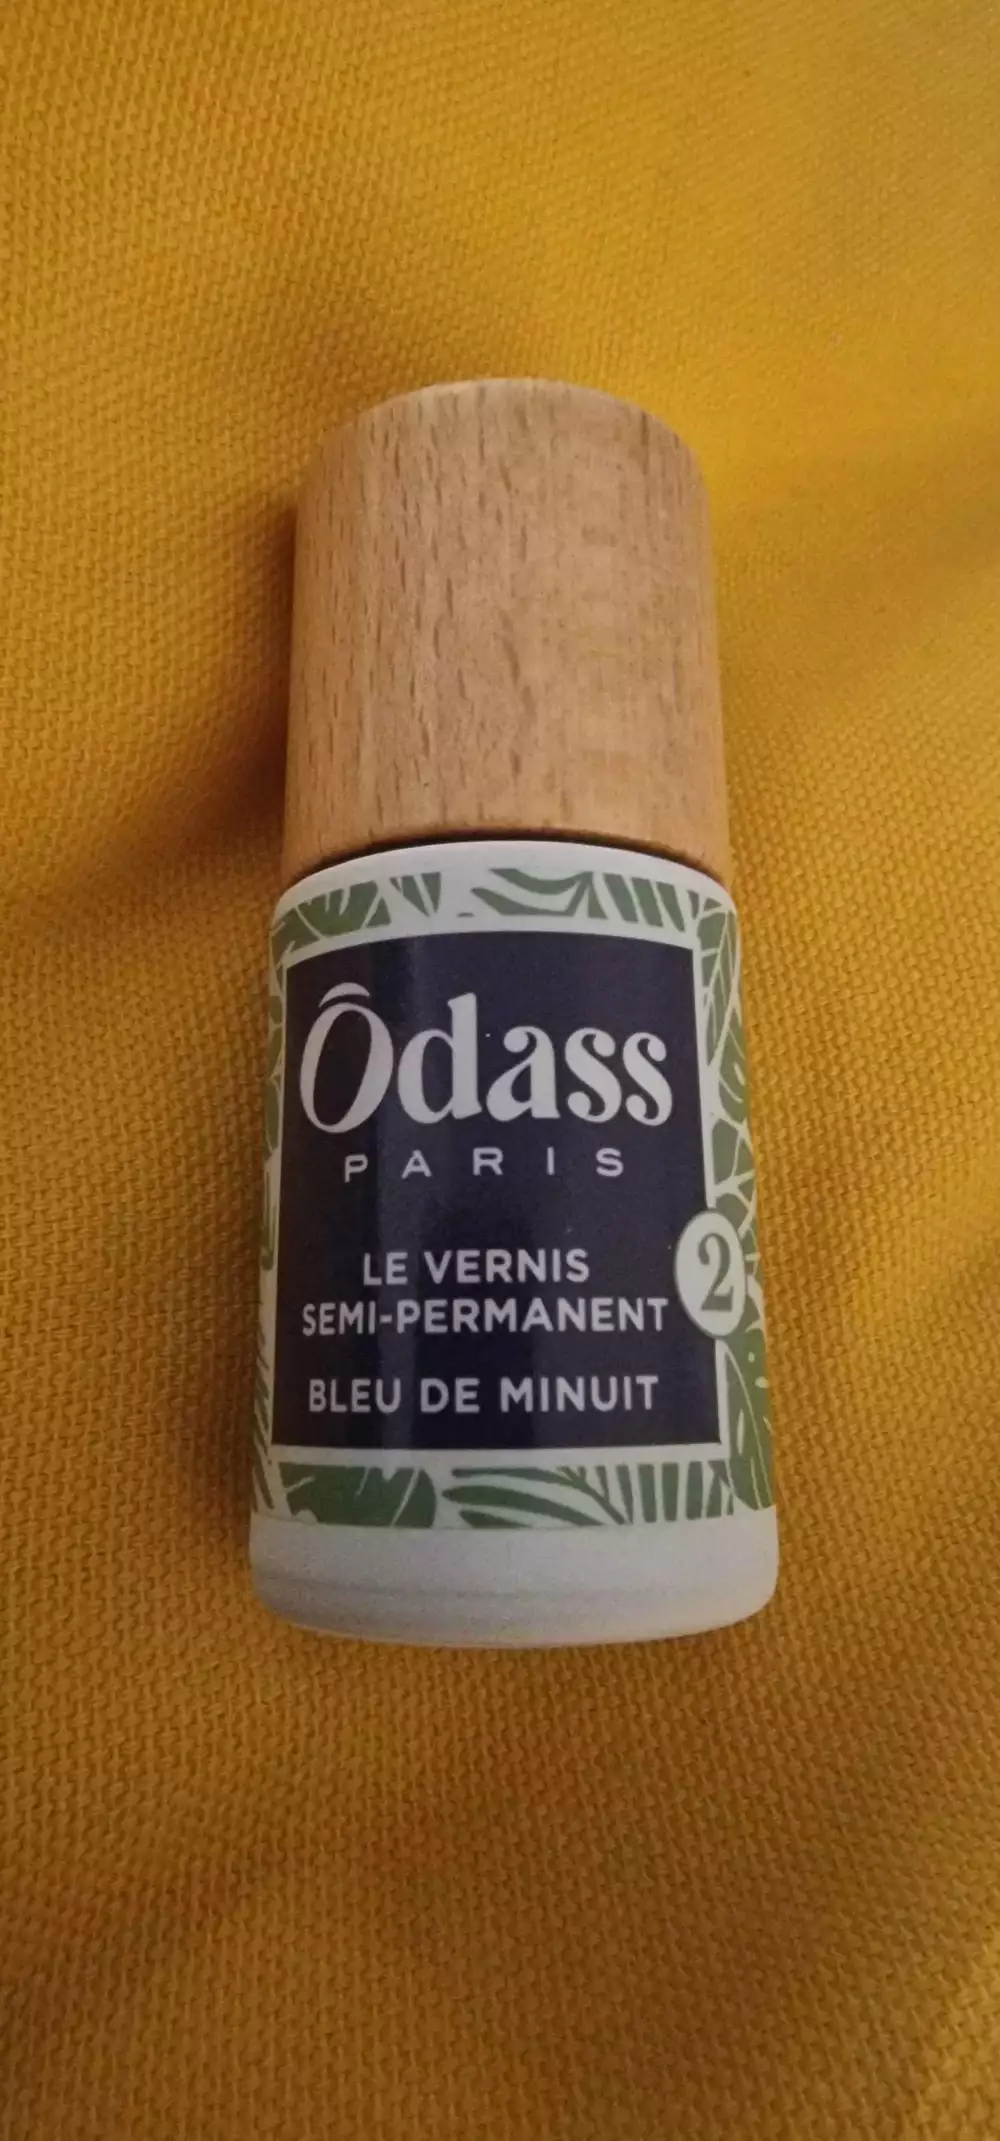 Ôdass
PARIS
LE VERNIS
SEMI-PERMANENT
2
BLEU DE MINUIT